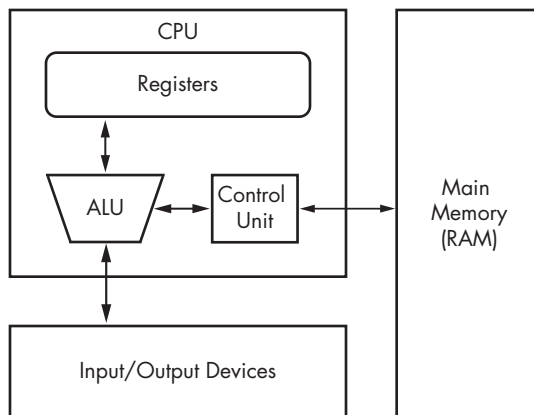 CPU
Registers
ALU
Control
Unit
Main
Memory
(RAM)
Input/Output Devices